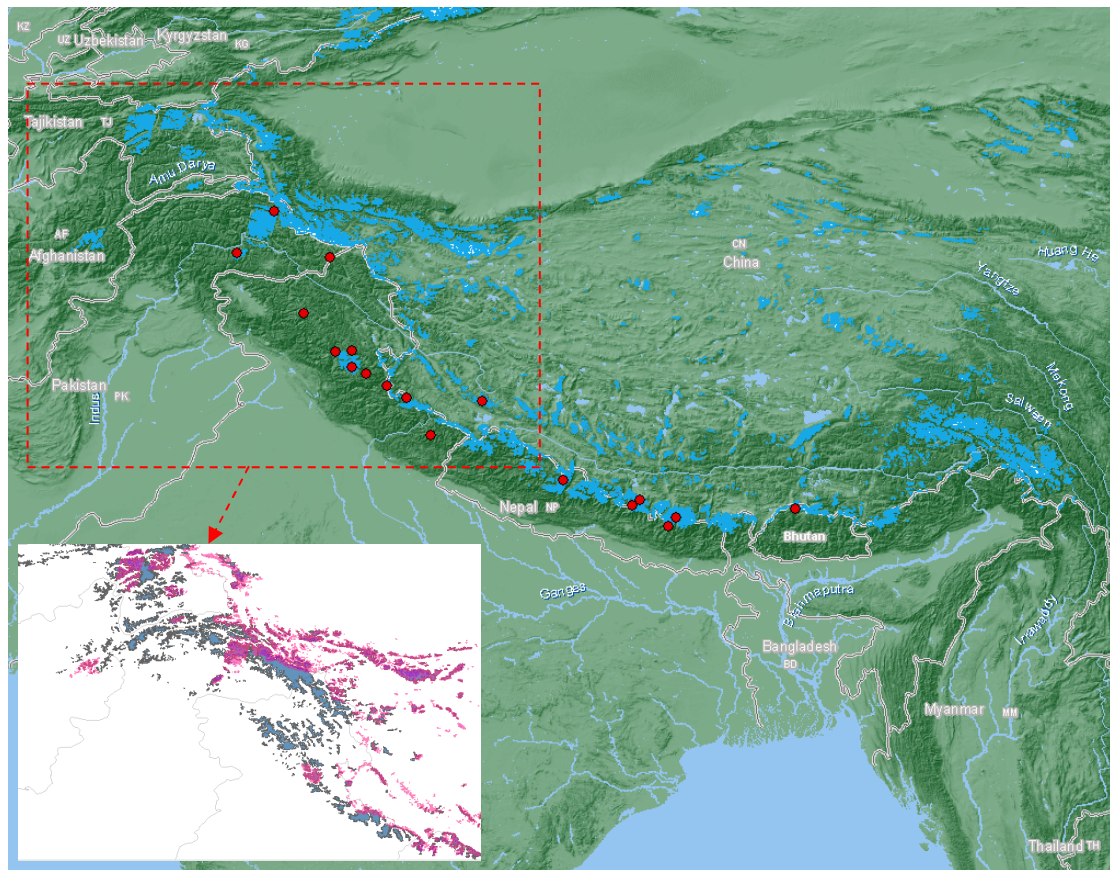 KZ
UZ Uzbekistan
Kyrgyzstan
KG
Tajikistan TJ
Amu Darya
AF
Afghanistan
CN
China
Huang He
Yangtze
Mekong
Salween
Pakistan
PK
Indus
Nepal NP
Bhutan
Ganges
Brahmaputra
Irrawaddy
Bangladesh
BD
Myanmar MM
Thailand TH